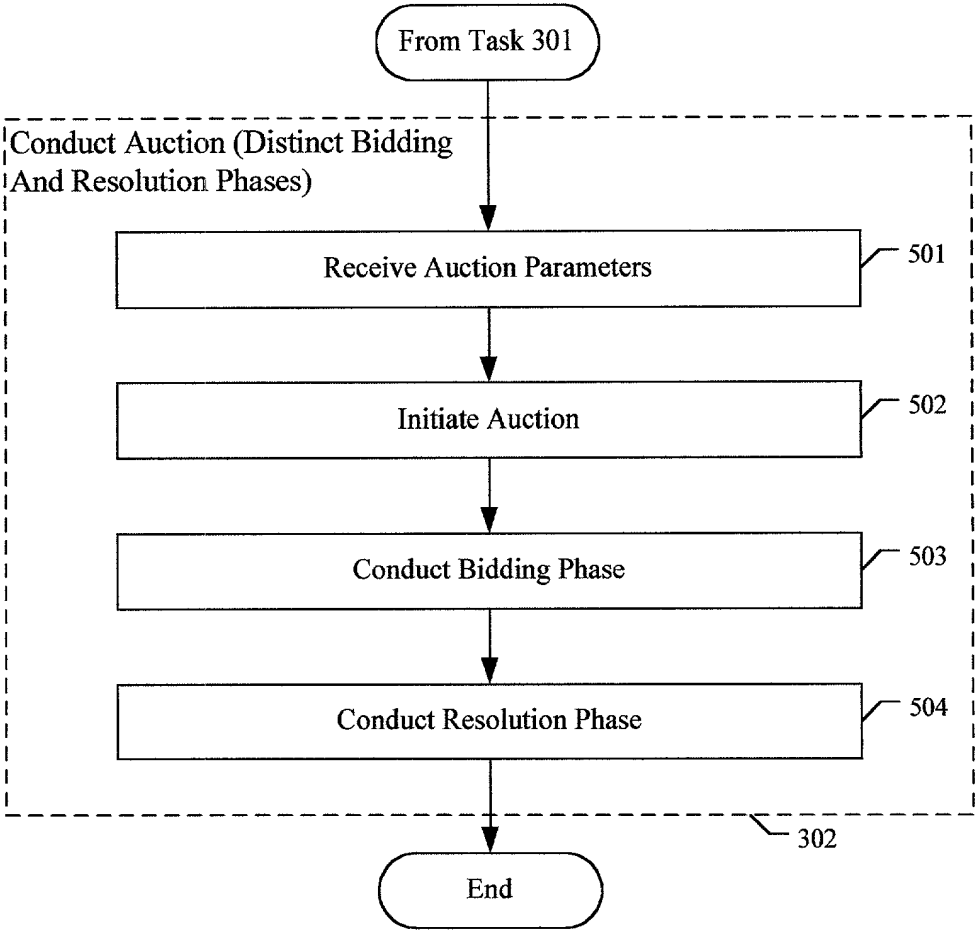 From Task 301
Conduct Auction (Distinct Bidding
And Resolution Phases)
Receive Auction Parameters
501
Initiate Auction
502
Conduct Bidding Phase
503
Conduct Resolution Phase
504
302
End